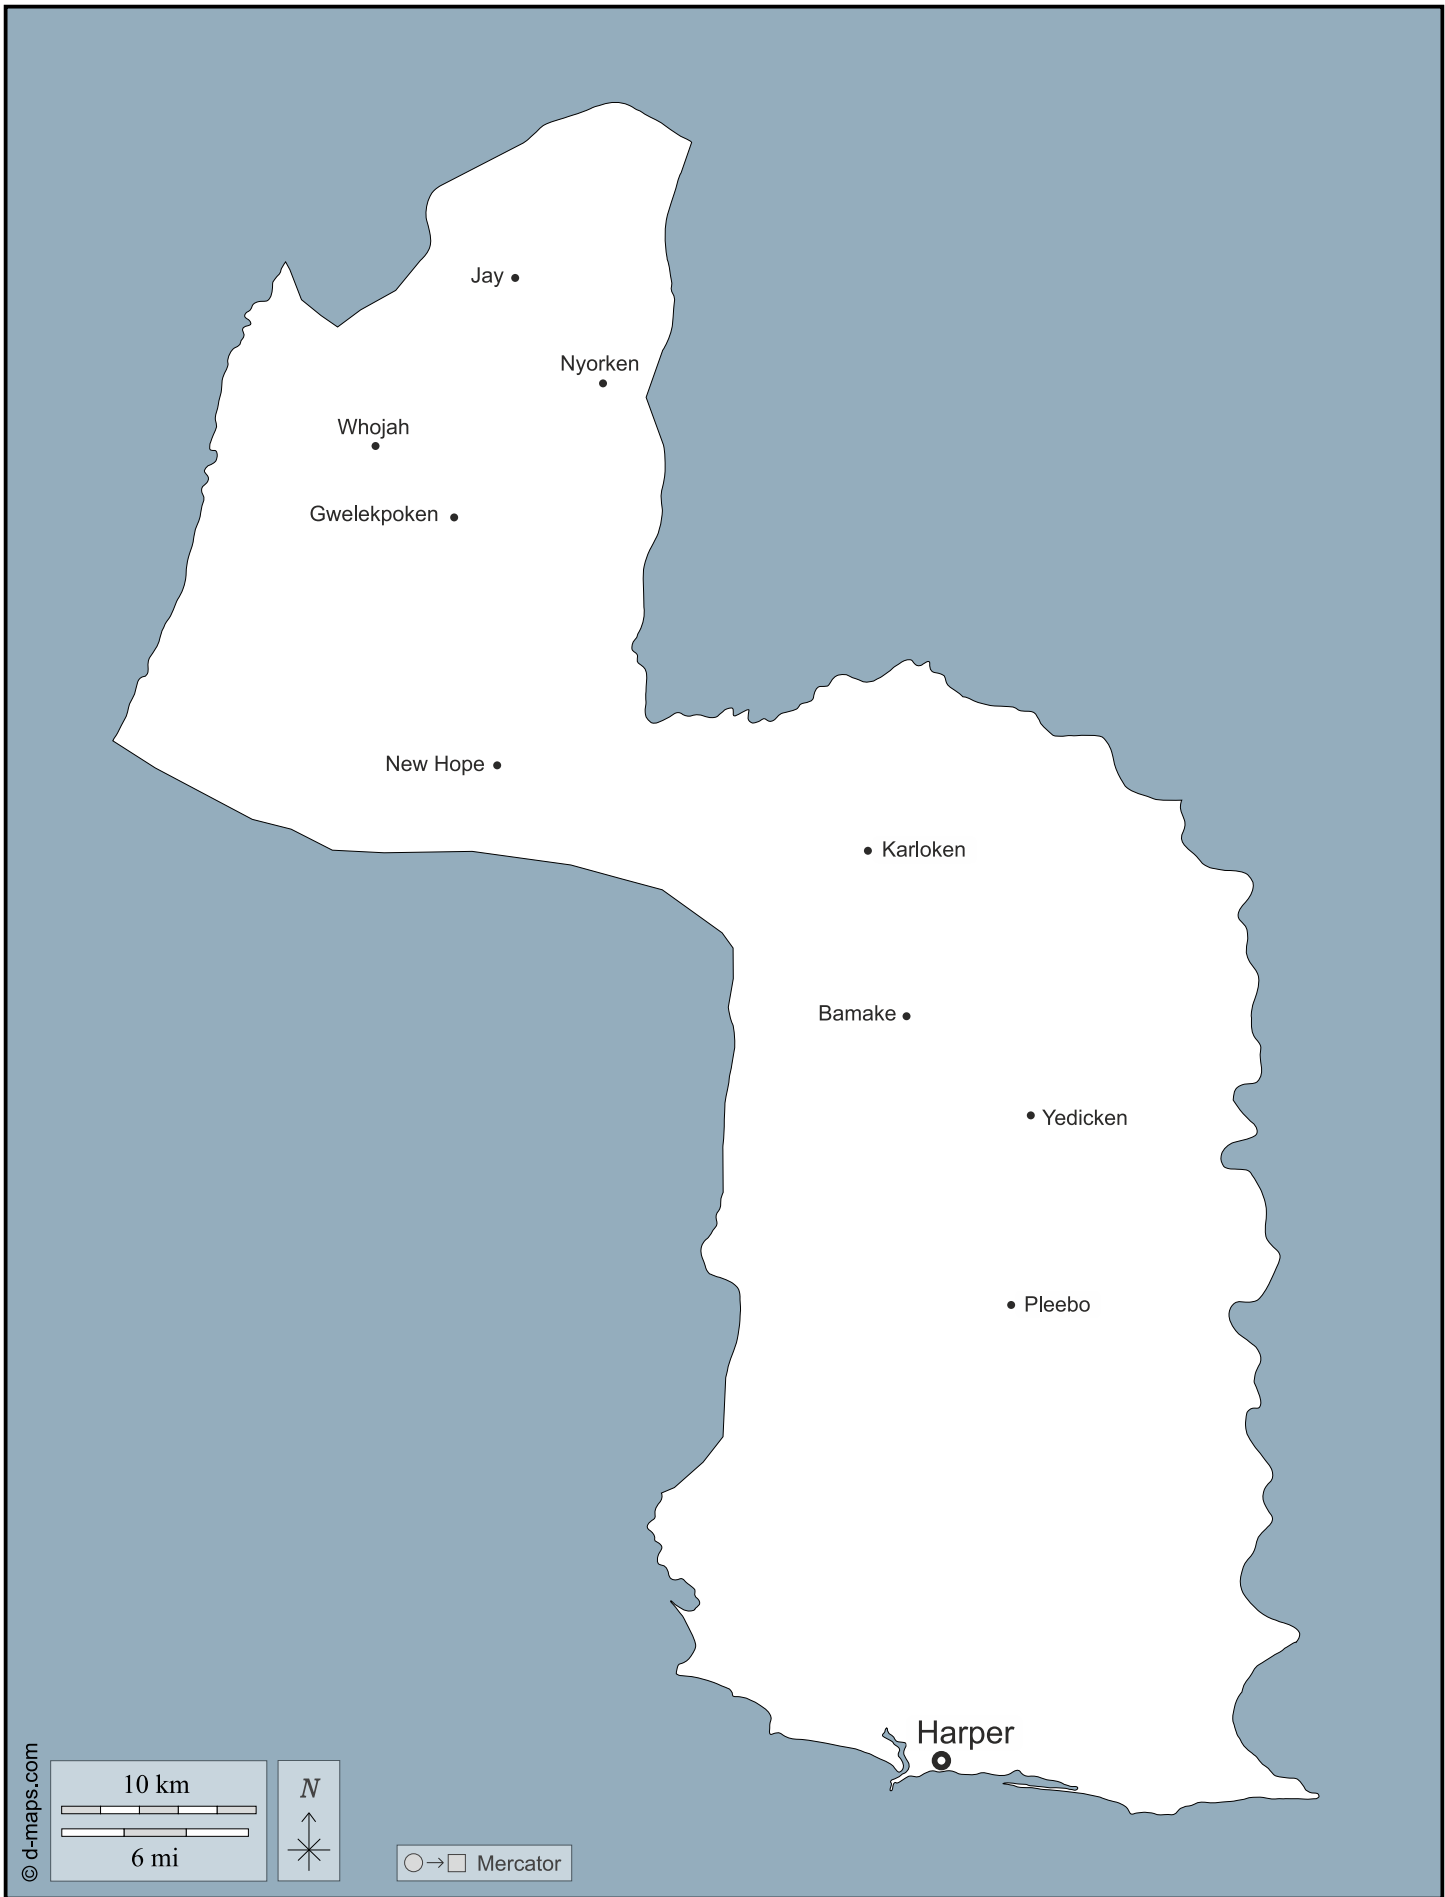 Jay
Nyorken
Whojah
Gwelekpoken
New Hope
Karloken
Bamake
Yedicken
Pleebo
Harper
© d-maps.com
10 km
6 mi
N
Mercator